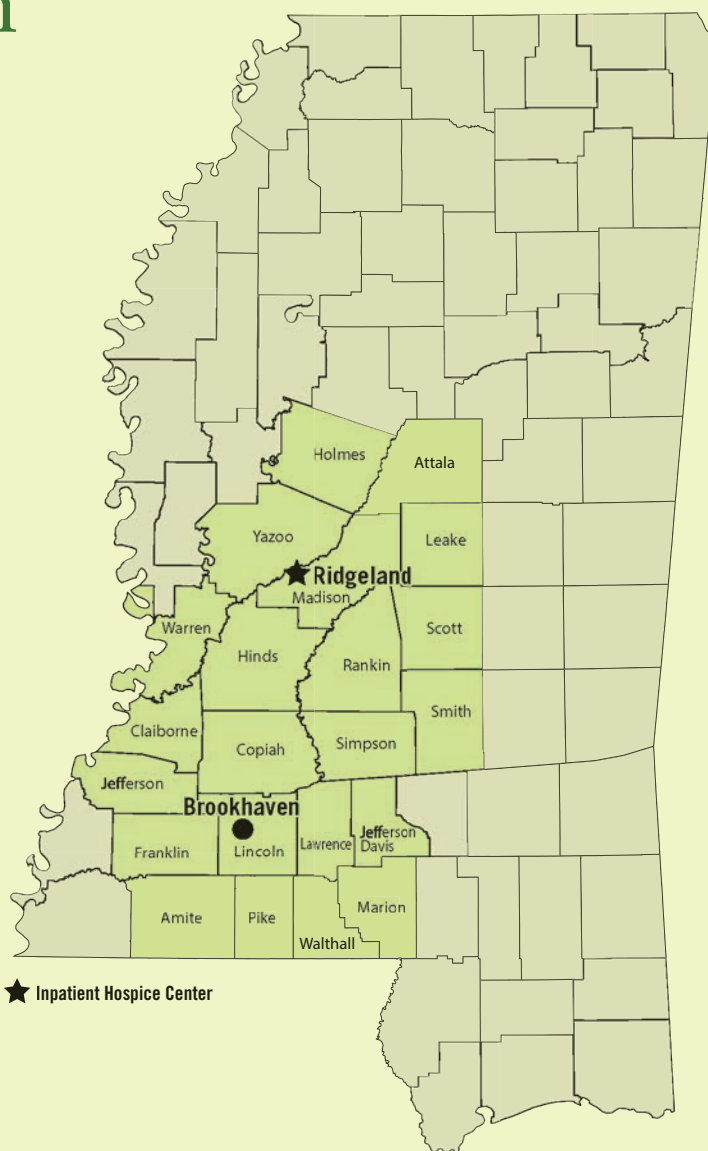 n
Holmes
Attala
Yazoo
Leake
Ridgeland
Madison
Warren
Scott
Hinds
Rankin
Smith
Claiborne
Copiah
Simpson
Jefferson
Brookhaven
Jefferson
Davis
Lawrence
Franklin
Lincoln
Amite
Pike
Marion
Walthall
Inpatient Hospice Center